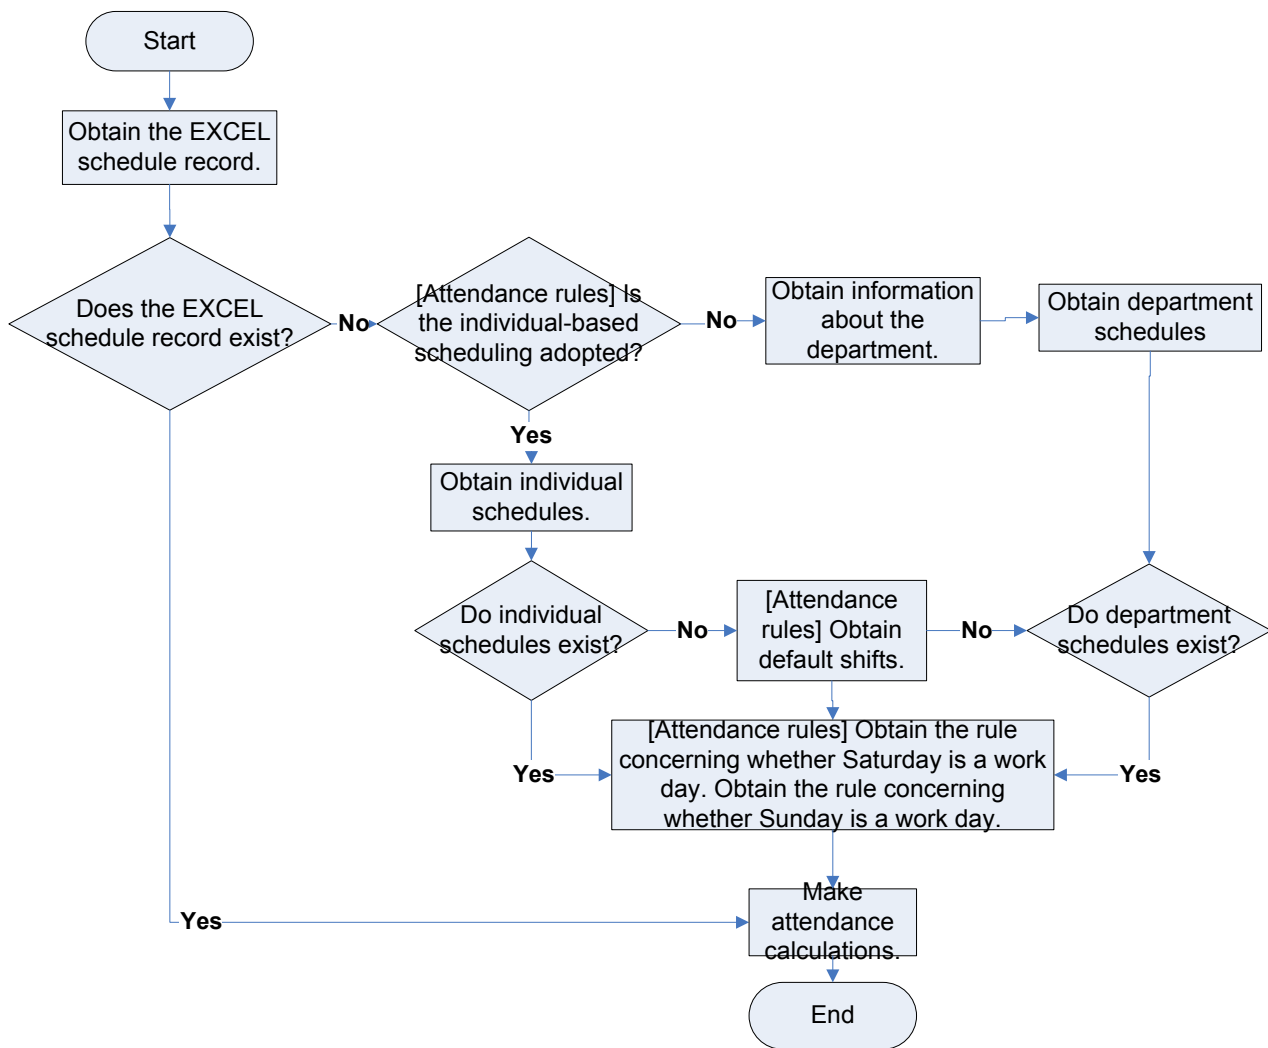 Start
Obtain the EXCEL
schedule record.
Does the EXCEL
schedule record exist?
No
[Attendance rules] Is
the individual-based
scheduling adopted?
No
Obtain information
about the
department.
Obtain department
schedules
Yes
Obtain individual
schedules.
Do individual
schedules exist?
No
[Attendance
rules] Obtain
default shifts.
No
Do department
schedules exist?
Yes
[Attendance rules] Obtain the rule
concerning whether Saturday is a work
day. Obtain the rule concerning
whether Sunday is a work day.
Yes
Yes
Make
attendance
calculations.
End